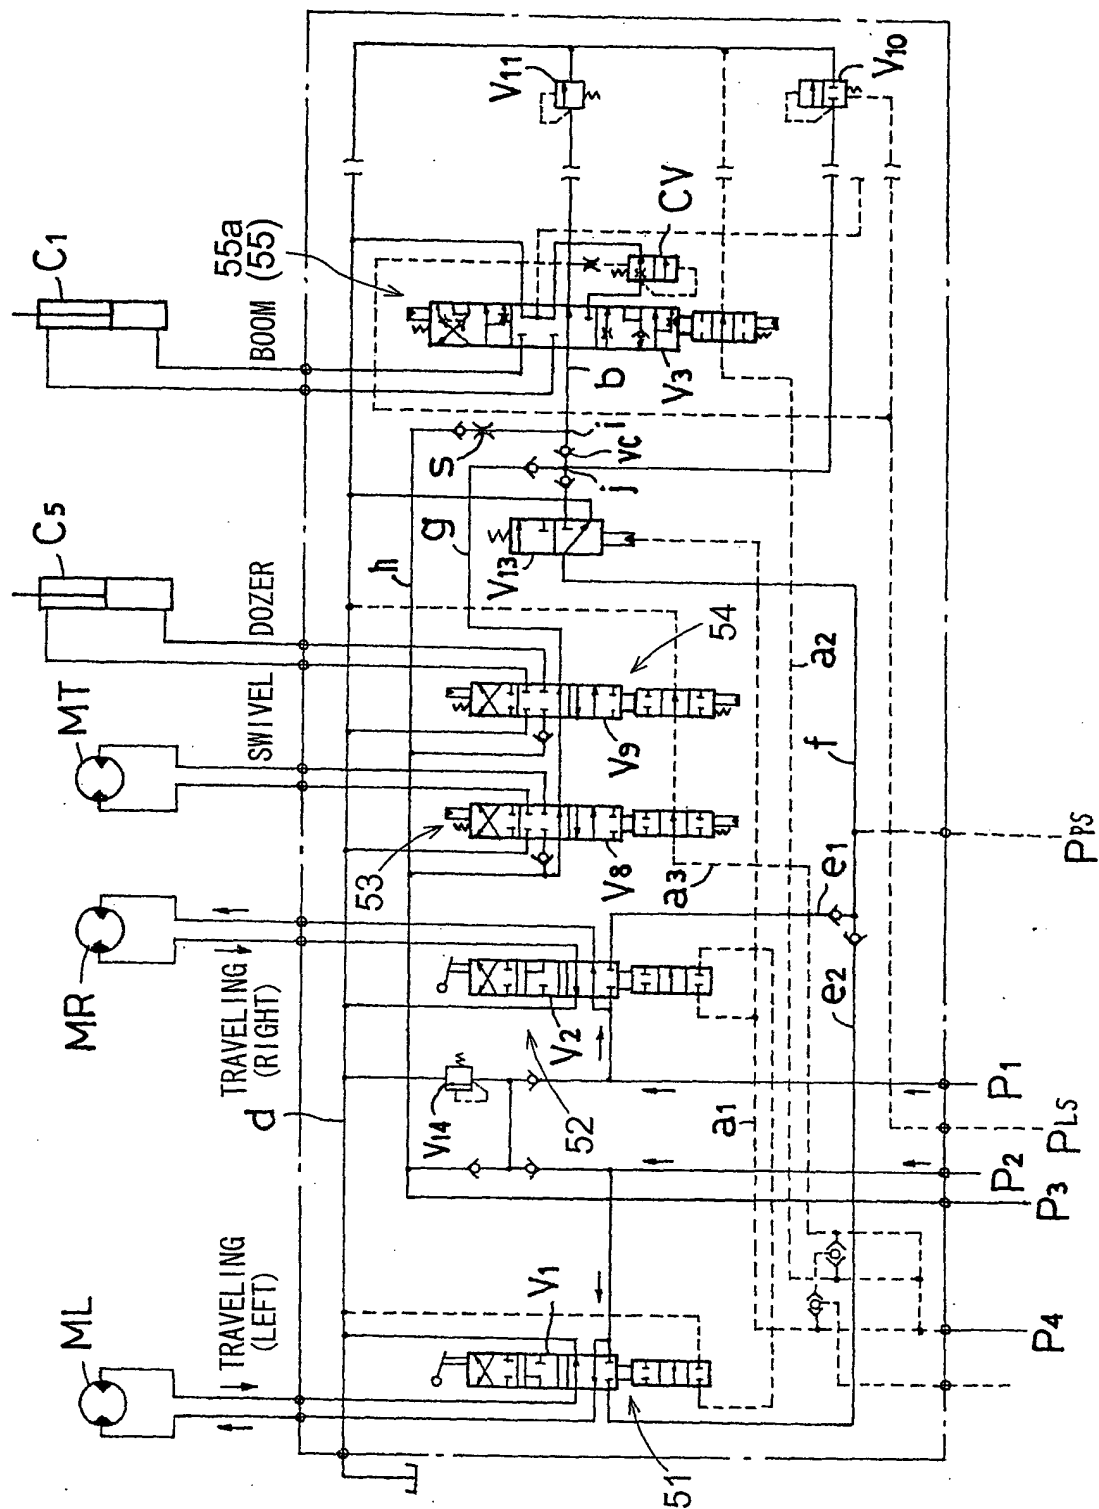 ML
TRAVELING
(LEFT)
MR
TRAVELING
(RIGHT)
MT
SWIVEL
C5
DOZER
C1
BOOM
55a
(55)
d
V1
51
V14
V2
52
53
V8
V9
54
h
g
V13
S
i
j
VC
b
V3
CV
V11
V10
a1
a2
a3
e1
e2
f
P4
P3
P2
PLS
P1
PPS